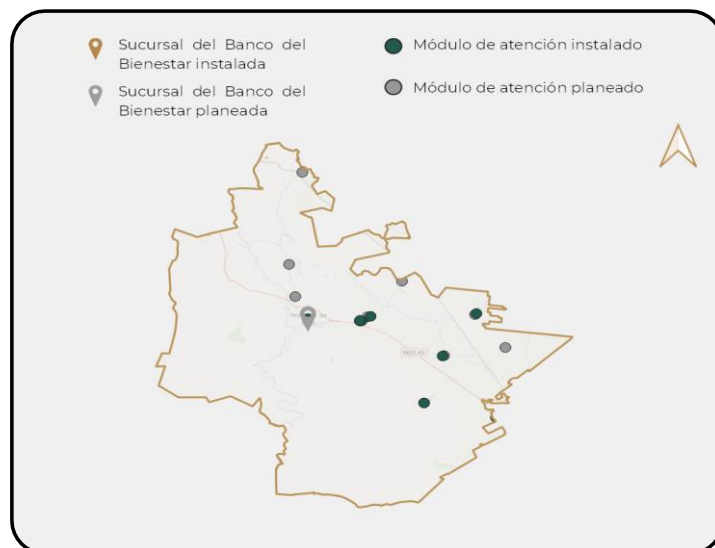 Sucursal del Banco del
Bienestar instalada
Sucursal del Banco del
Bienestar planeada
Módulo de atención instalado
Módulo de atención planeado